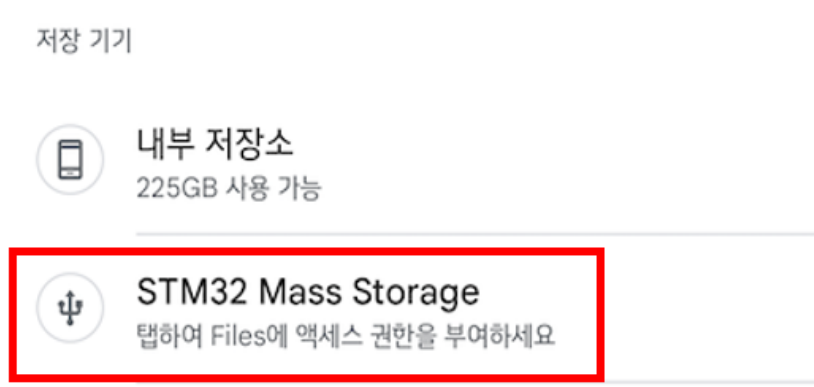 저장 기기
내부 저장소
225GB 사용 가능
STM32 Mass Storage
탭하여 Files에 액세스 권한을 부여하세요